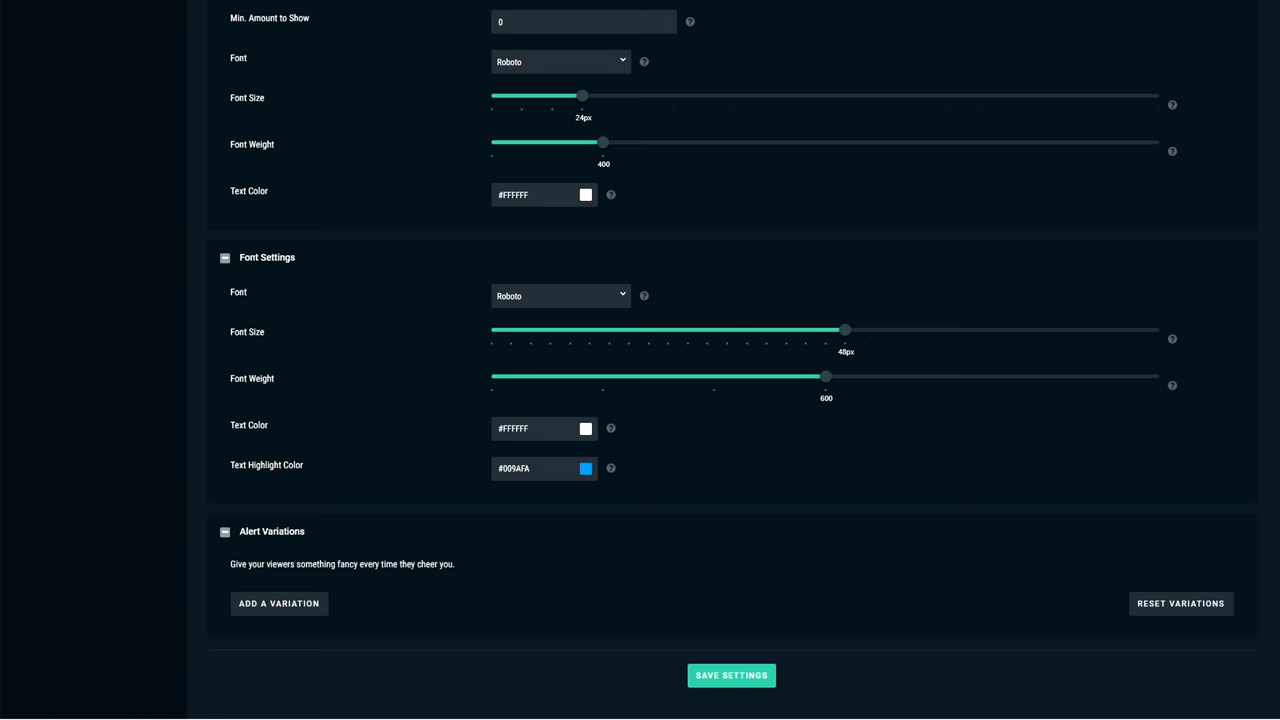 Min. Amount to Show
0
Font
Roboto
Font Size
24px
Font Weight
400
Text Color
#FFFFFF
Font Settings
Font
Roboto
Font Size
48px
Font Weight
600
Text Color
#FFFFFF
Text Highlight Color
#009AFA
Alert Variations
Give your viewers something fancy every time they cheer you.
ADD A VARIATION
RESET VARIATIONS
SAVE SETTINGS